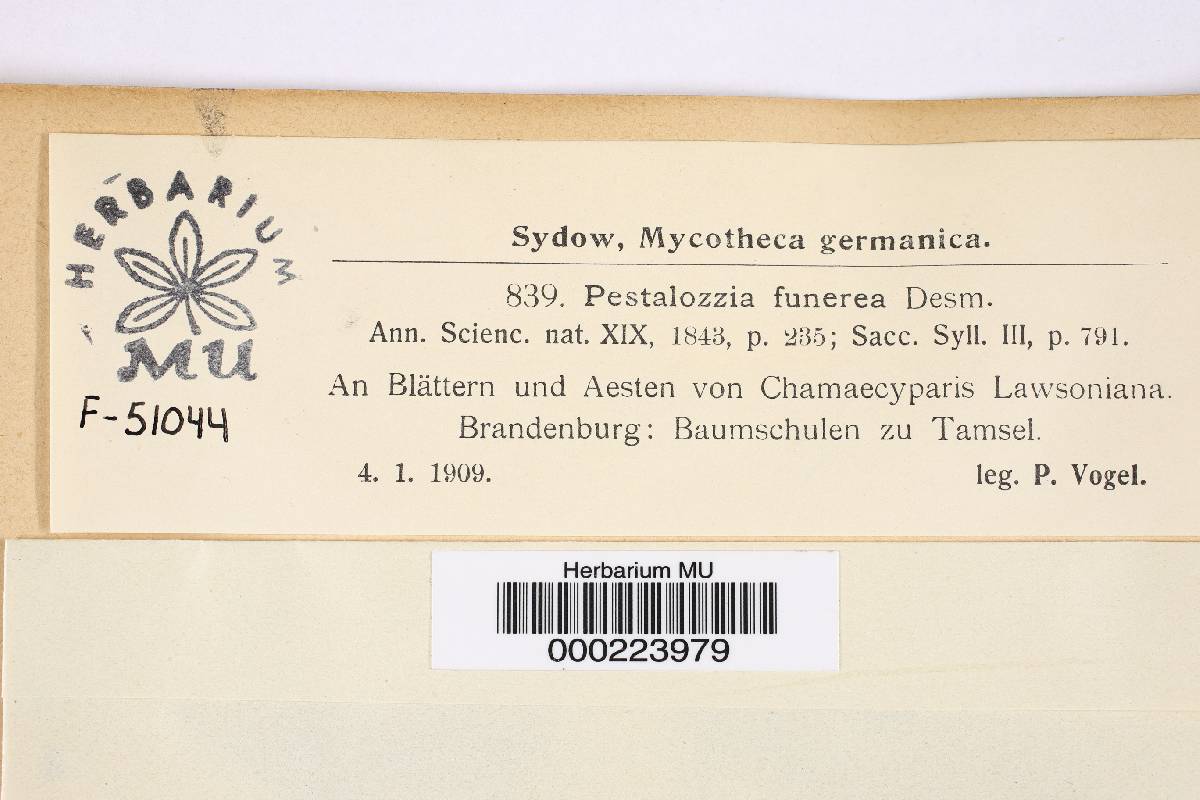 HERBARIUM
MU
F-51044
Sydow, Mycotheca germanica.
839. Pestalozzia funerea Desm.
Ann. Scienc. nat. XIX, 1843, p. 235; Sacc. Syll. III, p. 791.
An Blättern und Aesten von Chamaecyparis Lawsoniana.
Brandenburg: Baumschulen zu Tamsel.
4. 1. 1909. leg. P. Vogel.
Herbarium MU
000223979